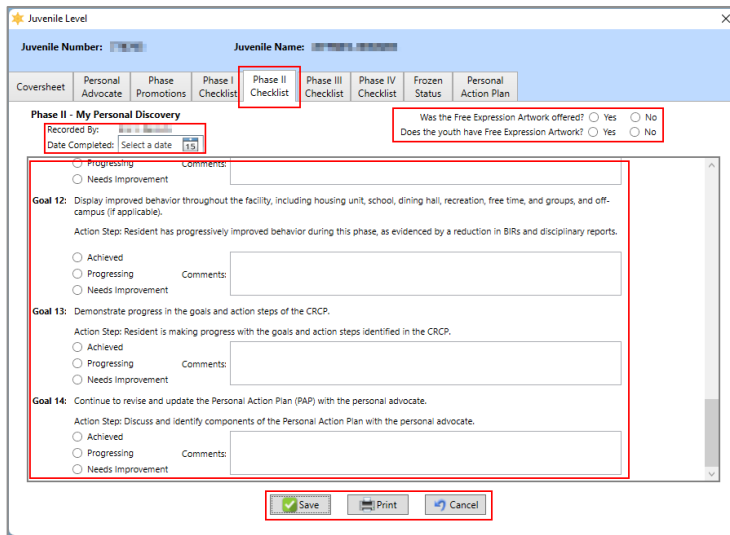 Juvenile Level
Juvenile Number:
Juvenile Name:
Coversheet
Personal Advocate
Phase Promotions
Phase I Checklist
Phase II Checklist
Phase III Checklist
Phase IV Checklist
Frozen Status
Personal Action Plan
Phase II - My Personal Discovery
Was the Free Expression Artwork offered? Yes No
Recorded By:
Does the youth have Free Expression Artwork? Yes No
Date Completed: Select a date 15
Progressing Comments:
Needs Improvement
Goal 12: Display improved behavior throughout the facility, including housing unit, school, dining hall, recreation, free time, and groups, and off-
campus (if applicable).
Action Step: Resident has progressively improved behavior during this phase, as evidenced by a reduction in BIRs and disciplinary reports.
Achieved
Progressing Comments:
Needs Improvement
Goal 13: Demonstrate progress in the goals and action steps of the CRCP.
Action Step: Resident is making progress with the goals and action steps identified in the CRCP.
Achieved
Progressing Comments:
Needs Improvement
Goal 14: Continue to revise and update the Personal Action Plan (PAP) with the personal advocate.
Action Step: Discuss and identify components of the Personal Action Plan with the personal advocate.
Achieved
Progressing Comments:
Needs Improvement
Save Print Cancel